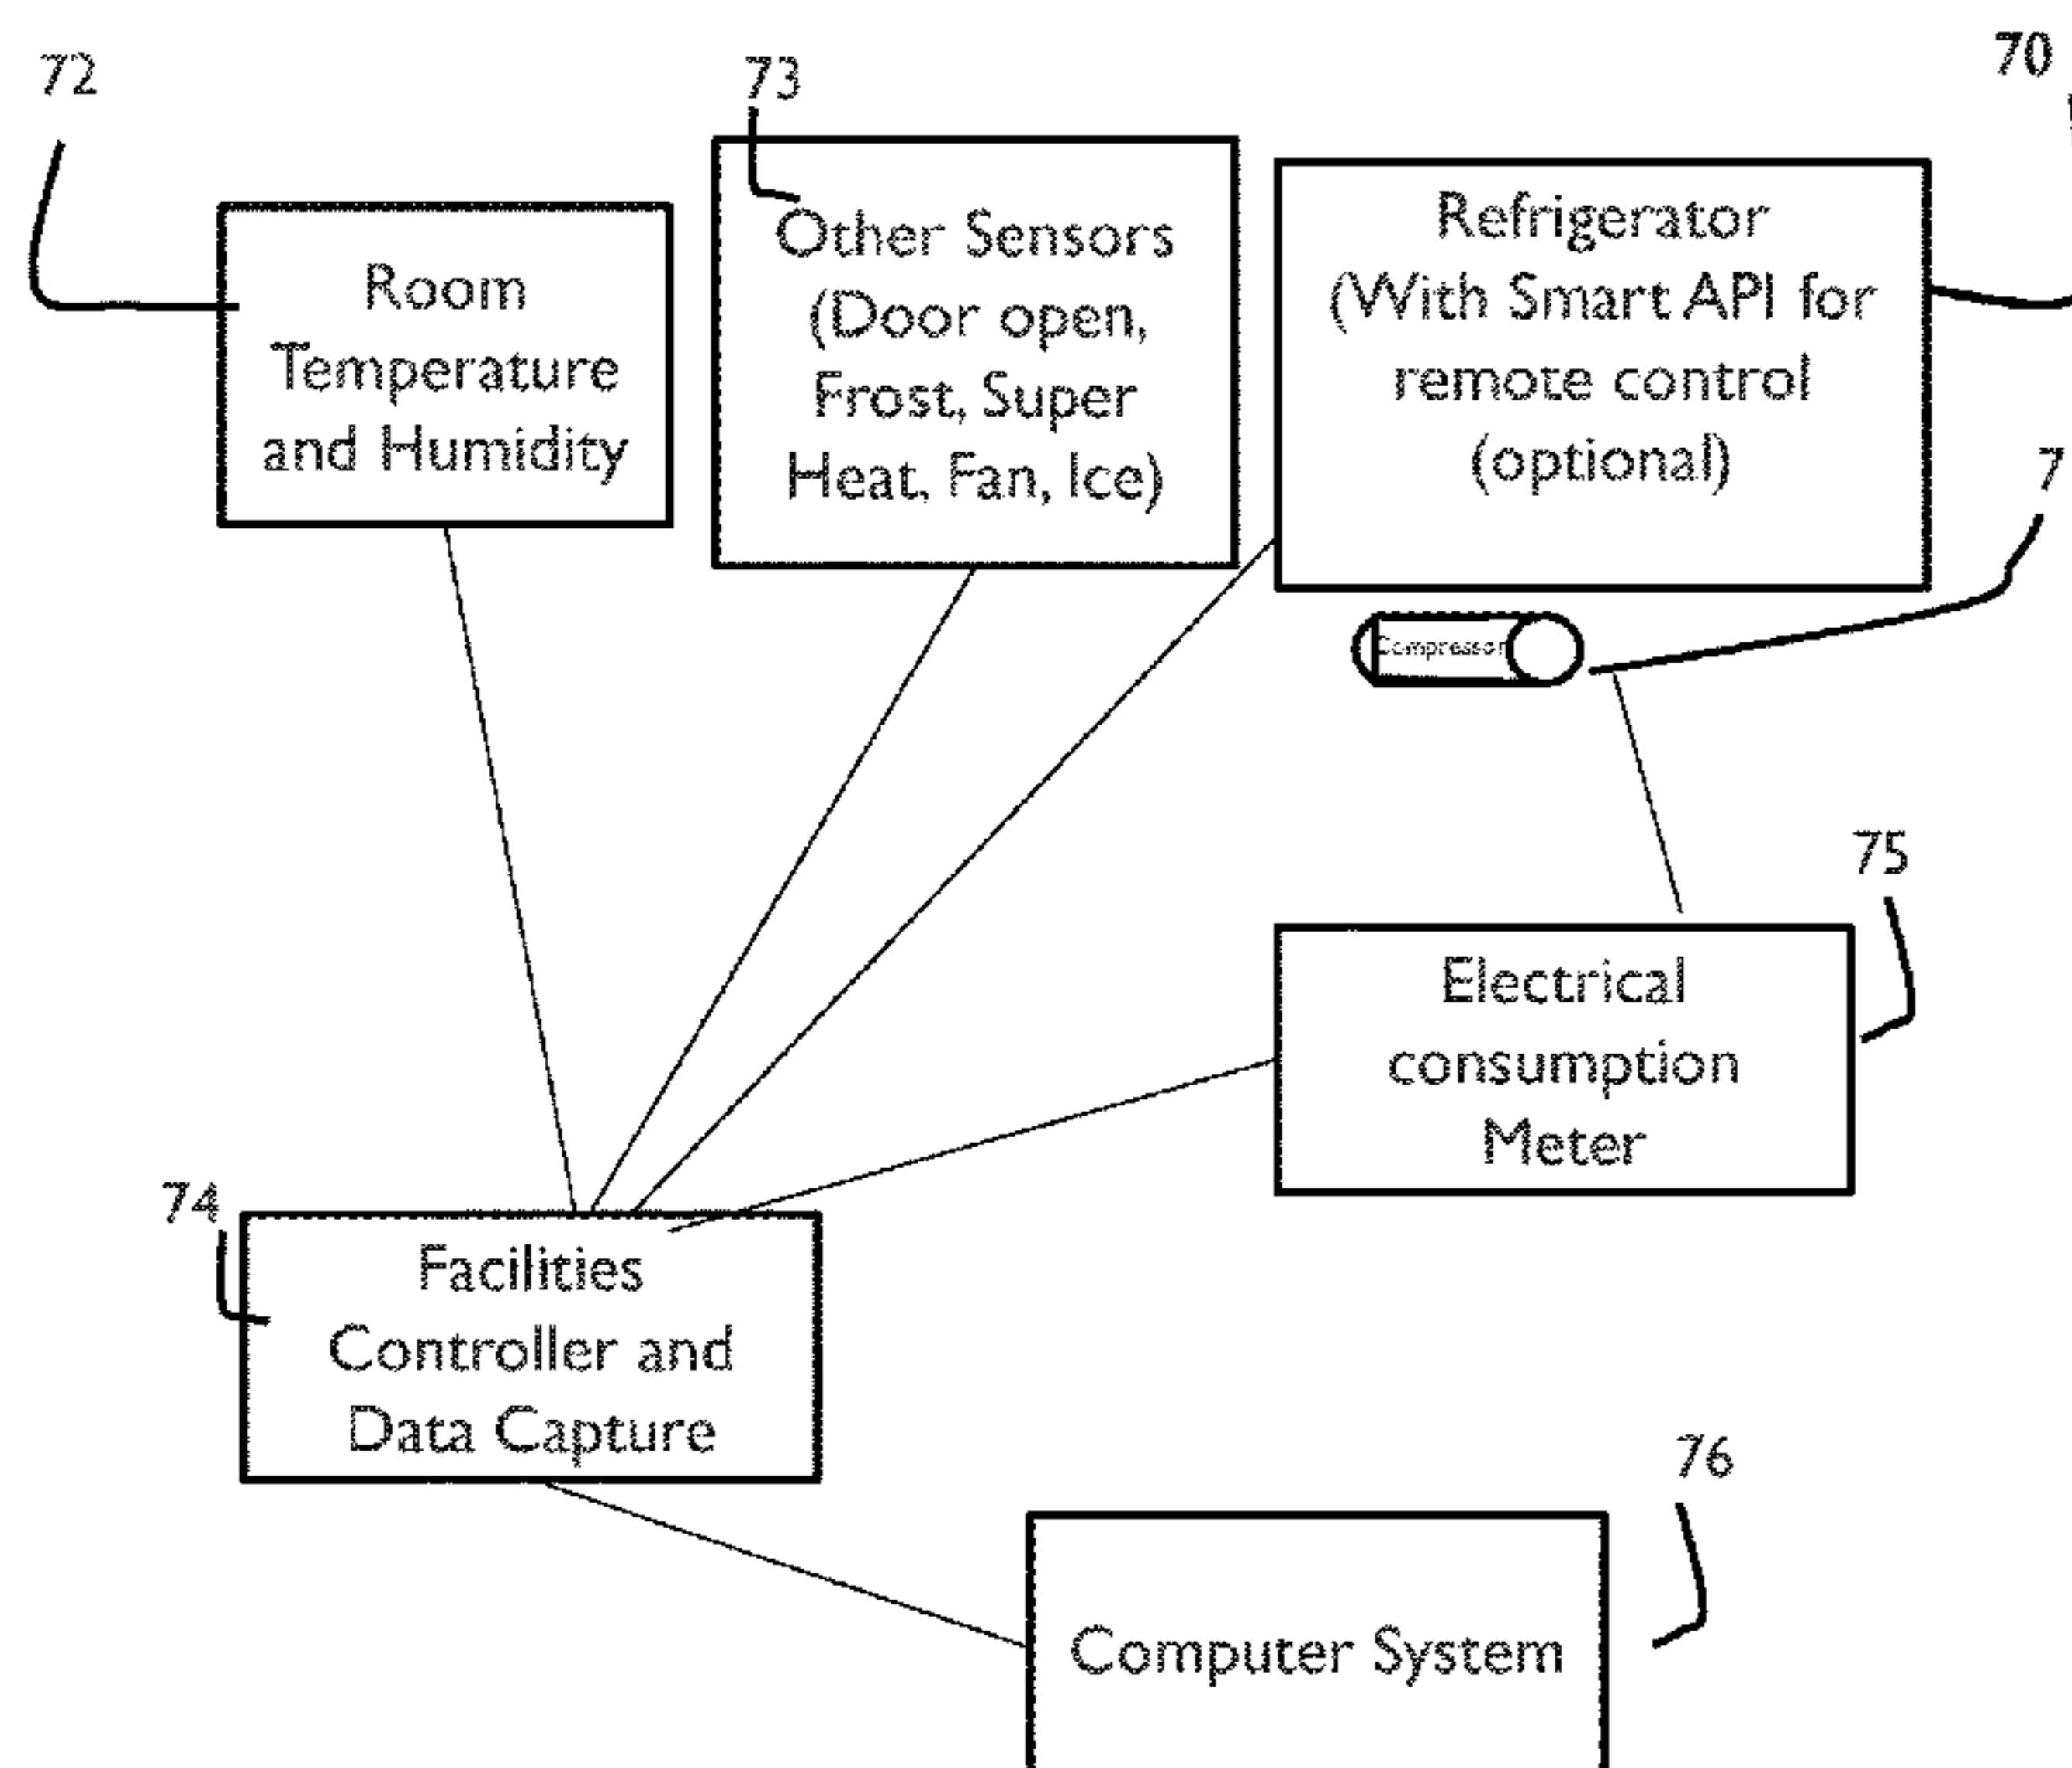 72
73
70
Room
Temperature
and Humidity
Other Sensors
(Door open,
Frost, Super
Heat, Fan, Ice)
Refrigerator
(With Smart API for
remote control
(optional)
7
Compressor
75
Electrical
consumption
Meter
74
Facilities
Controller and
Data Capture
76
Computer System